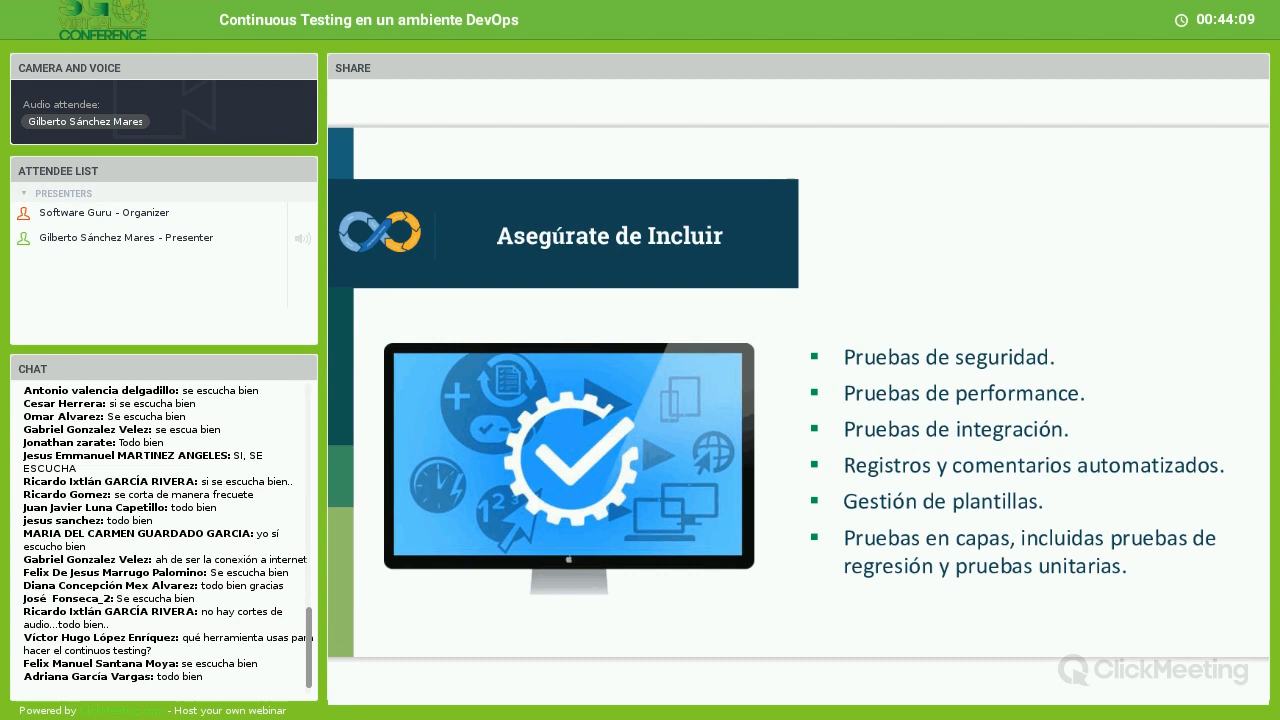 SG
VIRTUAL
CONFERENCE
Continuous Testing en un ambiente DevOps
00:44:09
CAMERA AND VOICE
Audio attendee:
Gilberto Sánchez Mares
ATTENDEE LIST
PRESENTERS
Software Guru - Organizer
Gilberto Sánchez Mares - Presenter
CHAT
Antonio valencia delgadillo: se escucha bien
Cesar Herrera: si se escucha bien
Omar Alvarez: Se escucha bien
Gabriel Gonzalez Velez: se escua bien
Jonathan zarate: Todo bien
Jesus Emmanuel MARTINEZ ANGELES: SI, SE
ESCUCHA
Ricardo Ixtlán GARCÍA RIVERA: si se escucha bien..
Ricardo Gomez: se corta de manera frecuete
Juan Javier Luna Capetillo: todo bien
jesus sanchez: todo bien
MARIA DEL CARMEN GUARDADO GARCIA: yo sí
escucho bien
Gabriel Gonzalez Velez: ah de ser la conexión a internet
Felix De Jesus Marrugo Palomino: Se escucha bien
Diana Concepción Mex Alvarez: todo bien gracias
José Fonseca_2: Se escucha bien
Ricardo Ixtlán GARCÍA RIVERA: no hay cortes de
audio...todo bien..
Víctor Hugo López Enríquez: qué herramienta usas para
hacer el continuos testing?
Felix Manuel Santana Moya: se escucha bien
Adriana García Vargas: todo bien
Powered by - Host your own webinar
SHARE
Asegúrate de Incluir
123
Pruebas de seguridad.
Pruebas de performance.
Pruebas de integración.
Registros y comentarios automatizados.
Gestión de plantillas.
Pruebas en capas, incluidas pruebas de
regresión y pruebas unitarias.
ClickMeeting